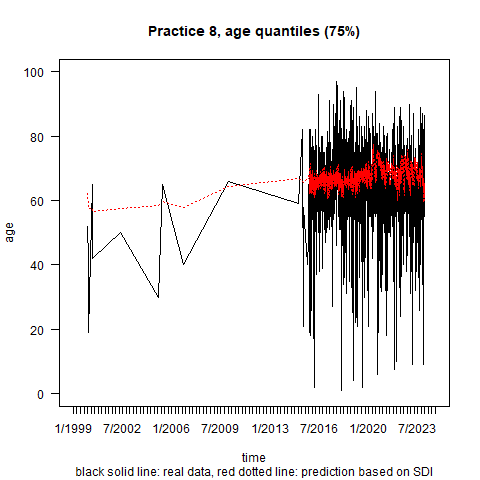 Practice 8, age quantiles (75%)
100
80
60
40
20
0
age
1/1999 7/2002 1/2006 7/2009 1/2013 7/2016 1/2020 7/2023
time
black solid line: real data, red dotted line: prediction based on SDI